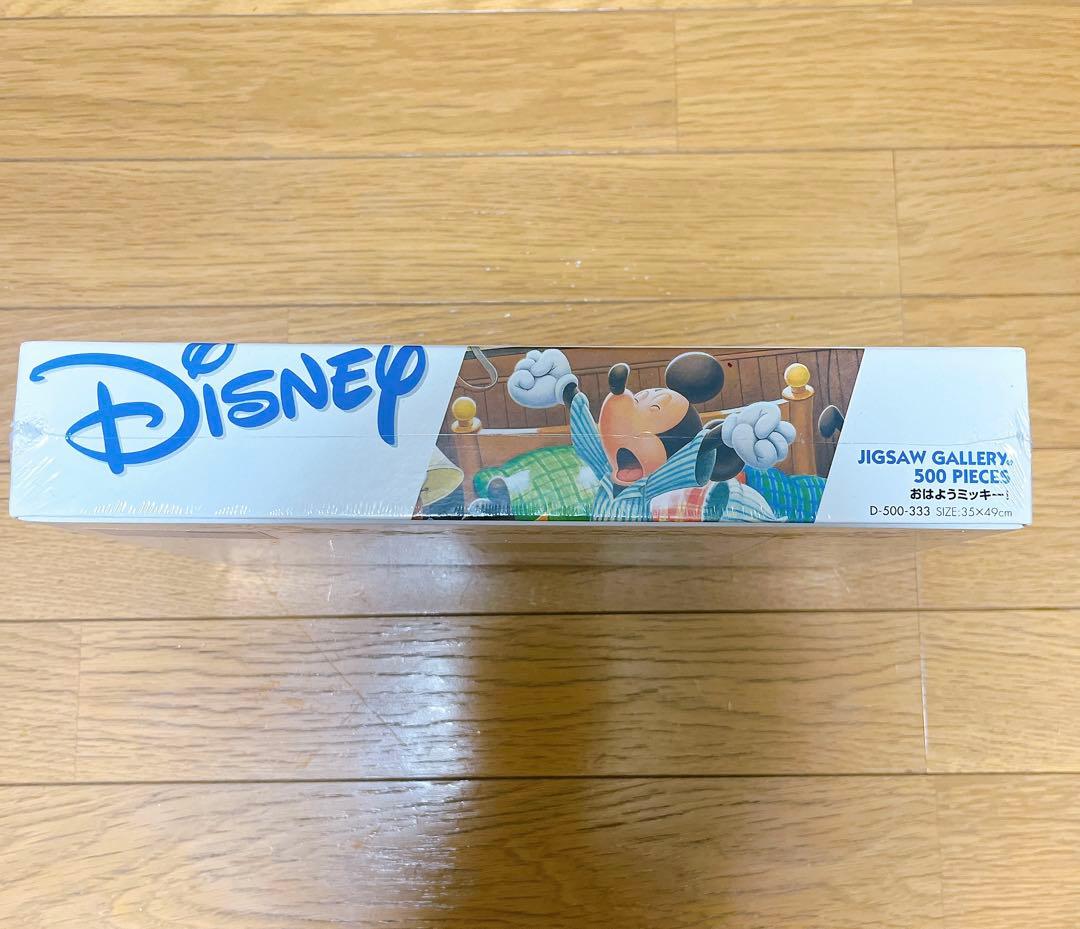 DISNEY
JIGSAW GALLERY®
500 PIECES
おはようミッキー!
D-500-333 SIZE:35×49cm